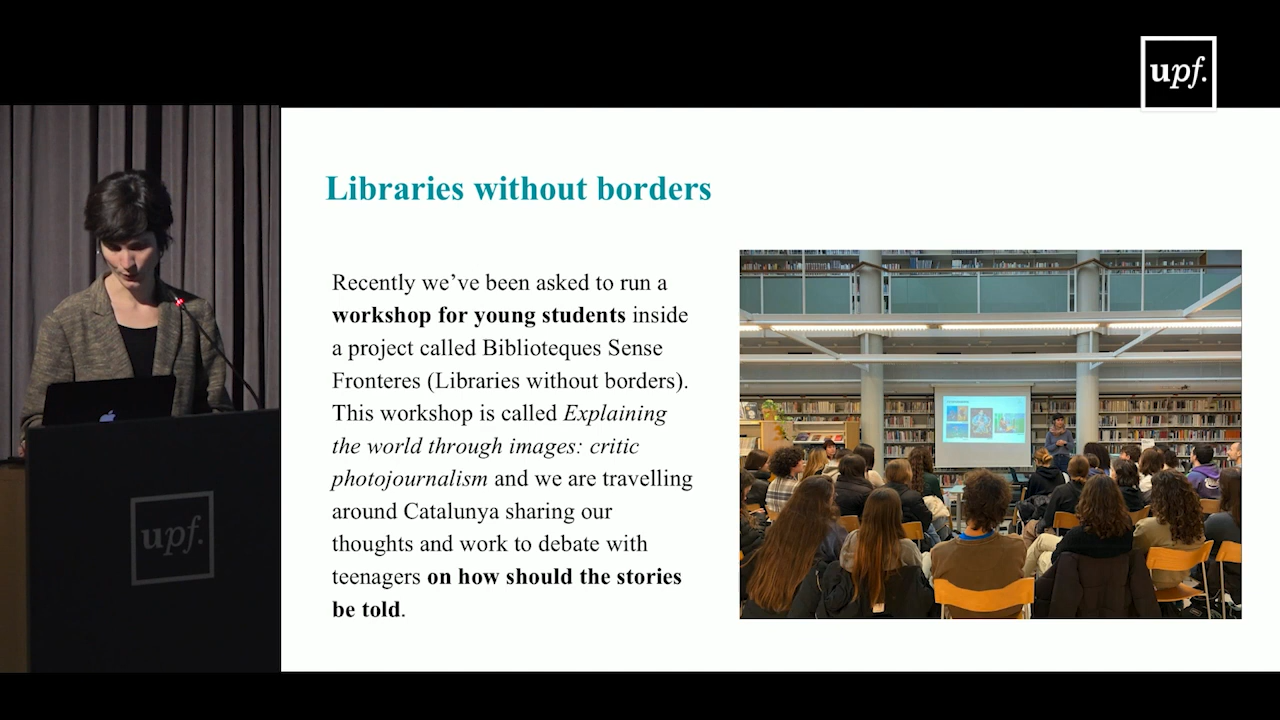 upf.
Libraries without borders
Recently we’ve been asked to run a
workshop for young students inside
a project called Biblioteques Sense
Fronteres (Libraries without borders).
This workshop is called Explaining
the world through images: critic
photojournalism and we are travelling
around Catalunya sharing our
thoughts and work to debate with
teenagers on how should the stories
be told.
upf.